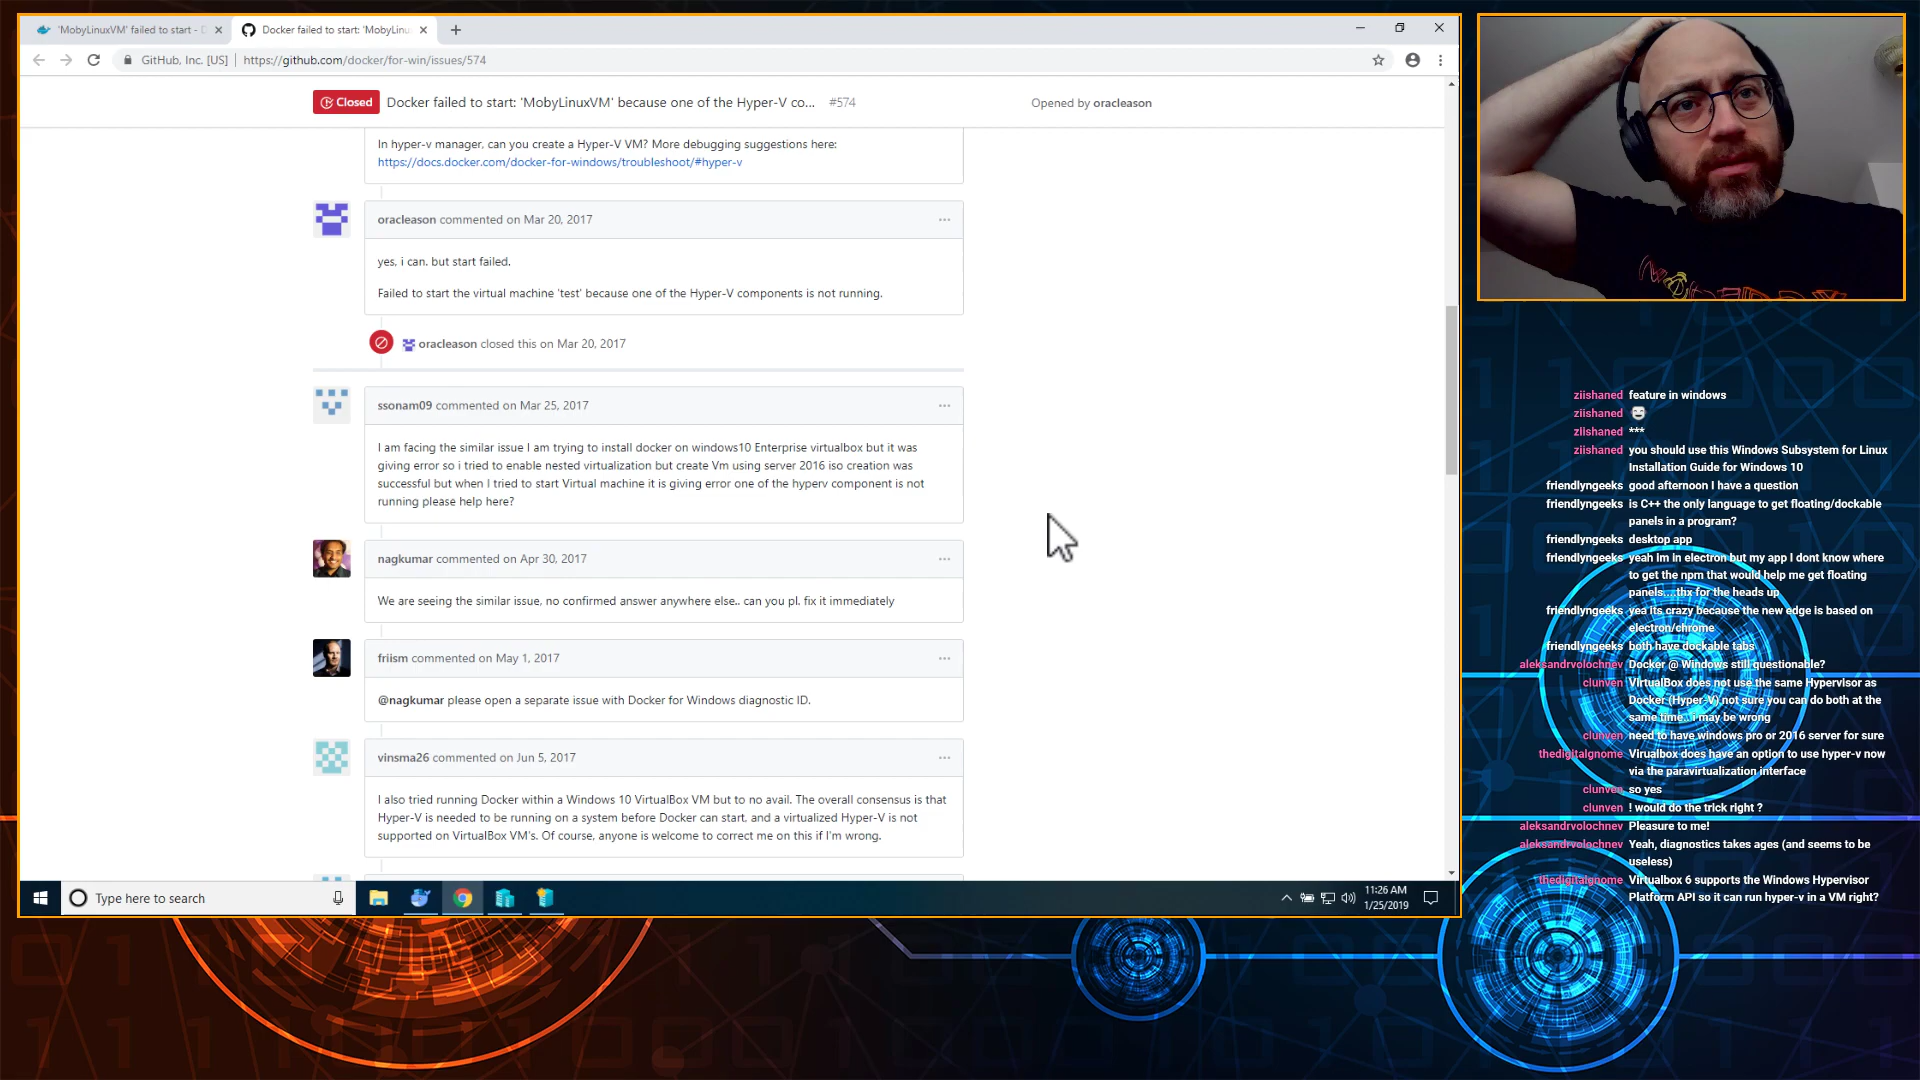 'MobyLinuxVM' failed to start - D
Docker failed to start: 'MobyLinu
GitHub, Inc. [US]
https://github.com/docker/for-win/issues/574
Closed
Docker failed to start: 'MobyLinuxVM' because one of the Hyper-V co... #574
Opened by oracleason
In hyper-v manager, can you create a Hyper-V VM? More debugging suggestions here:
https://docs.docker.com/docker-for-windows/troubleshoot/#hyper-v
oracleason commented on Mar 20, 2017
yes, i can. but start failed.
Failed to start the virtual machine 'test' because one of the Hyper-V components is not running.
oracleason closed this on Mar 20, 2017
ssonam09 commented on Mar 25, 2017
I am facing the similar issue I am trying to install docker on windows10 Enterprise virtualbox but it was
giving error so i tried to enable nested virtualization but create Vm using server 2016 iso creation was
successful but when I tried to start Virtual machine it is giving error one of the hyperv component is not
running please help here?
nagkumar commented on Apr 30, 2017
We are seeing the similar issue, no confirmed answer anywhere else.. can you pl. fix it immediately
friism commented on May 1, 2017
@nagkumar please open a separate issue with Docker for Windows diagnostic ID.
vinsma26 commented on Jun 5, 2017
I also tried running Docker within a Windows 10 VirtualBox VM but to no avail. The overall consensus is that
Hyper-V is needed to be running on a system before Docker can start, and a virtualized Hyper-V is not
supported on VirtualBox VM's. Of course, anyone is welcome to correct me on this if I'm wrong.
Type here to search
11:26 AM
1/25/2019
ziishaned feature in windows
ziishaned
ziishaned ***
ziishaned you should use this Windows Subsystem for Linux
Installation Guide for Windows 10
friendlyngeeks good afternoon I have a question
friendlyngeeks is C++ the only language to get floating/dockable
panels in a program?
friendlyngeeks desktop app
friendlyngeeks yeah Im in electron but my app I dont know where
to get the npm that would help me get floating
panels....thx for the heads up
friendlyngeeks yea its crazy because the new edge is based on
electron/chrome
friendlyngeeks both have dockable tabs
aleksandrvolochnev Docker @ Windows still questionable?
clunven VirtualBox does not use the same Hypervisor as
Docker (Hyper-V) not sure you can do both at the
same time.. i may be wrong
clunven need to have windows pro or 2016 server for sure
thedigitalgnome Virualbox does have an option to use hyper-v now
via the paravirtualization interface
clunven so yes
clunven ! would do the trick right ?
aleksandrvolochnev Pleasure to me!
aleksandrvolochnev Yeah, diagnostics takes ages (and seems to be
useless)
thedigitalgnome Virtualbox 6 supports the Windows Hypervisor
Platform API so it can run hyper-v in a VM right?